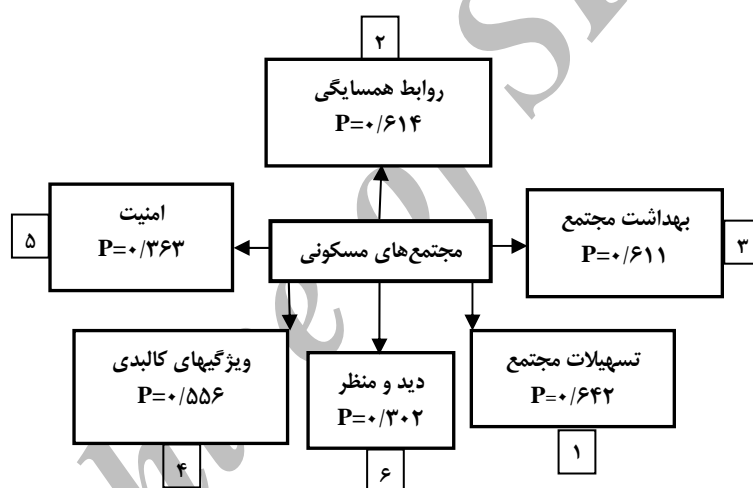 ۲
روابط همسایگی
P=۰/۶۱۴
امنیت
P=۰/۳۶۳
۵
مجتمع‌های مسکونی
بهداشت مجتمع
P=۰/۶۱۱
۳
ویژگیهای کالبدی
P=۰/۵۵۶
۴
دید و منظر
P=۰/۳۰۲
۶
تسهیلات مجتمع
P=۰/۶۴۲
۱